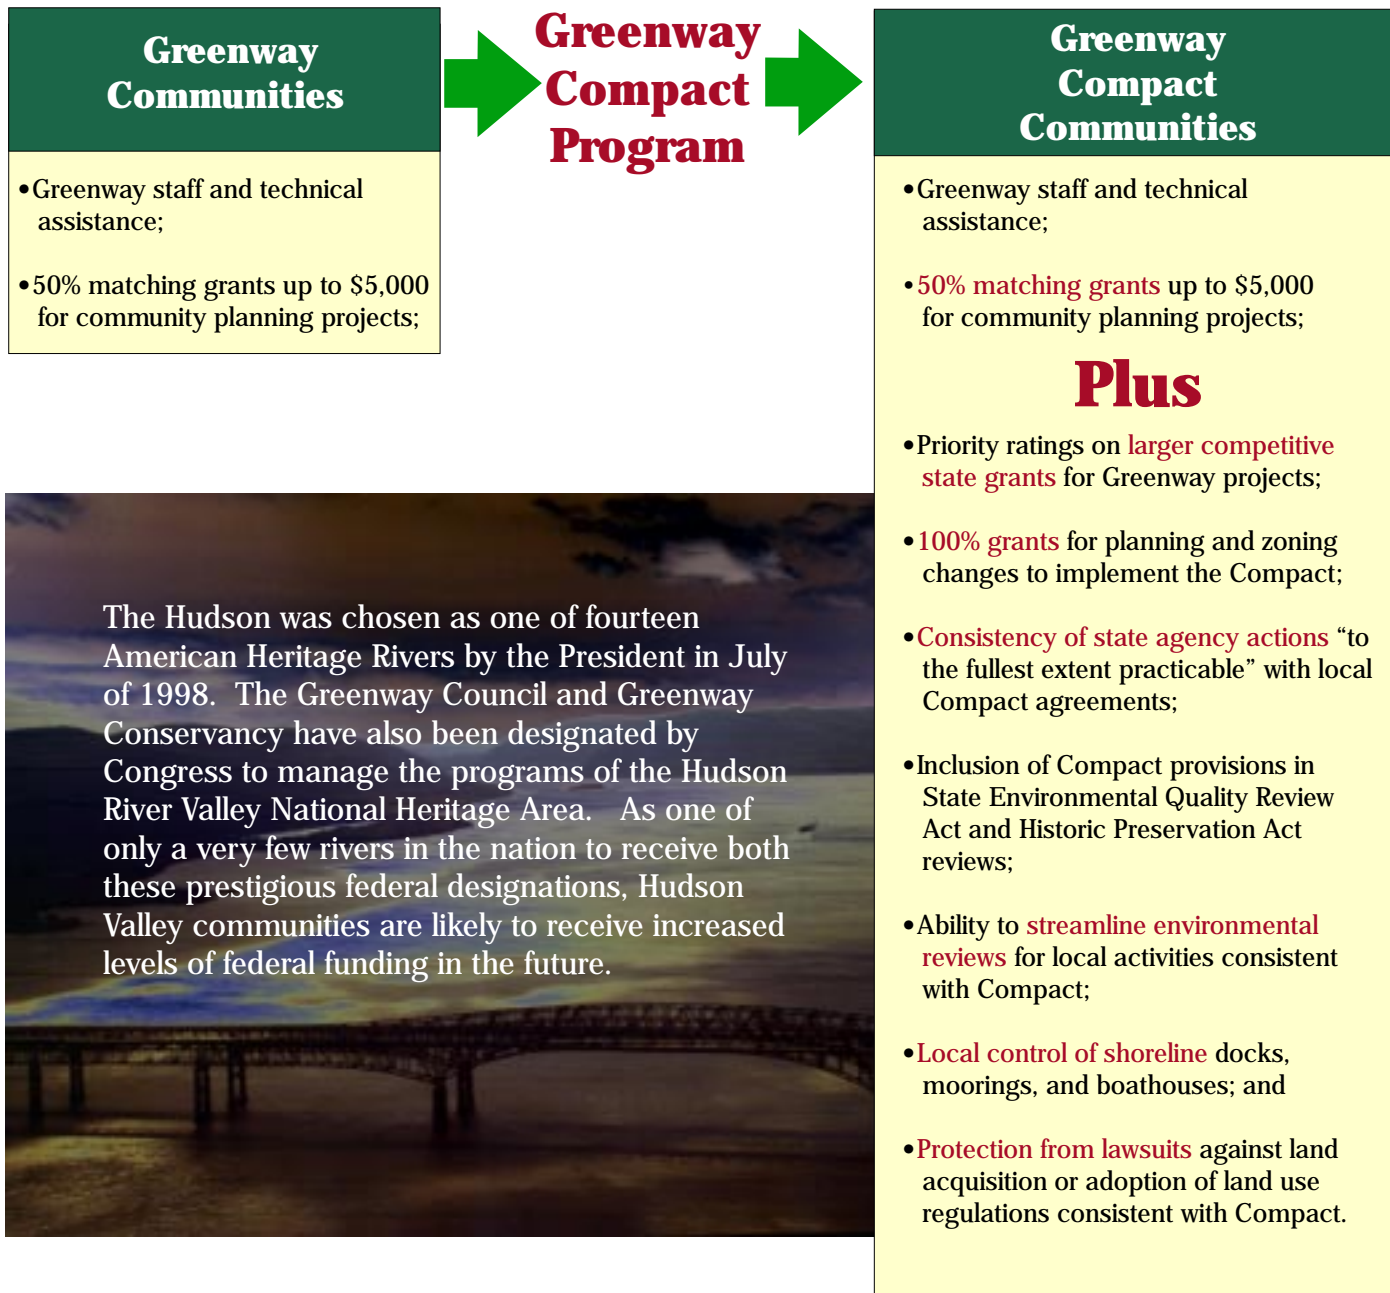 Greenway
Communities
•Greenway staff and technical
assistance;
•50% matching grants up to $5,000
for community planning projects;
Greenway
Compact
Program
Greenway
Compact
Communities
•Greenway staff and technical
assistance;
•50% matching grants up to $5,000
for community planning projects;
Plus
•Priority ratings on larger competitive
state grants for Greenway projects;
•100% grants for planning and zoning
changes to implement the Compact;
•Consistency of state agency actions “to
the fullest extent practicable” with local
Compact agreements;
•Inclusion of Compact provisions in
State Environmental Quality Review
Act and Historic Preservation Act
reviews;
•Ability to streamline environmental
reviews for local activities consistent
with Compact;
•Local control of shoreline docks,
moorings, and boathouses; and
•Protection from lawsuits against land
acquisition or adoption of land use
regulations consistent with Compact.
The Hudson was chosen as one of fourteen
American Heritage Rivers by the President in July
of 1998.  The Greenway Council and Greenway
Conservancy have also been designated by
Congress to manage the programs of the Hudson
River Valley National Heritage Area.   As one of
only a very few rivers in the nation to receive both
these prestigious federal designations, Hudson
Valley communities are likely to receive increased
levels of federal funding in the future.